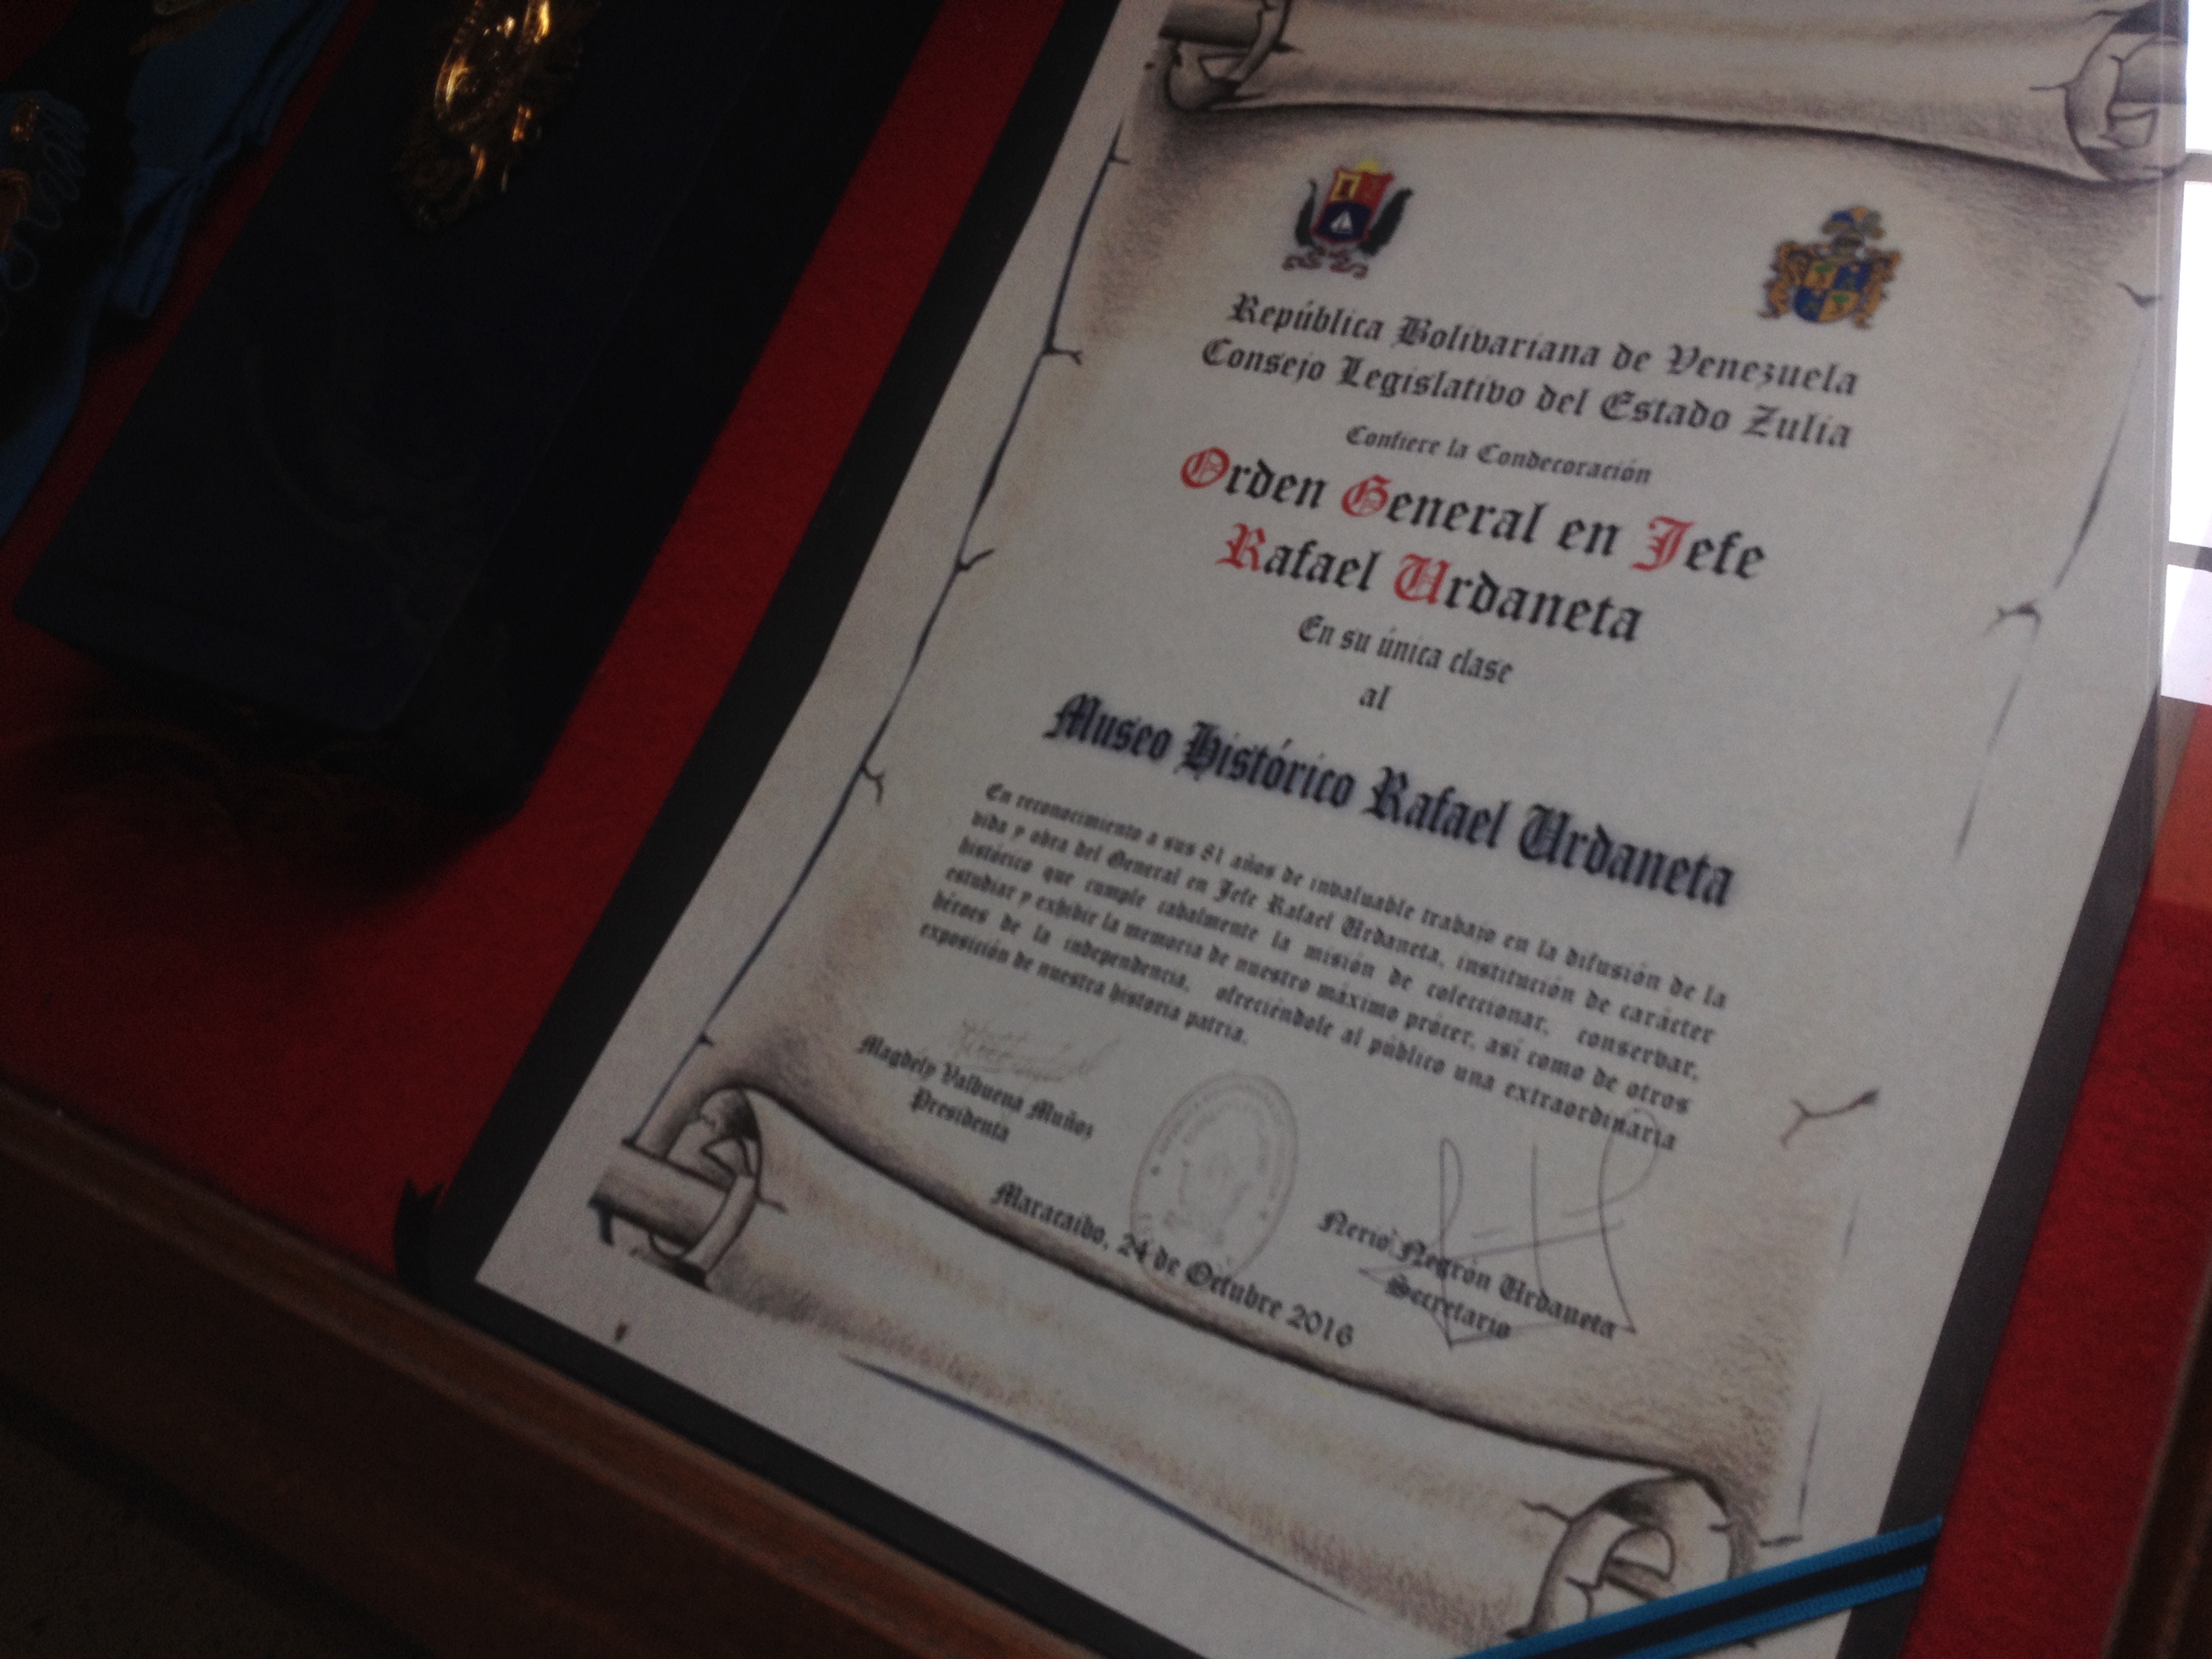 República Bolivariana de Venezuela
Consejo Legislativo del Estado Zulia
Confiere la Condecoración
Orden General en Jefe
Rafael Urdaneta
En su única clase
al
Museo Histórico Rafael Urdaneta
En reconocimiento a sus 81 años de invaluable trabajo en la difusión de la
vida y obra del General en Jefe Rafael Urdaneta, institución de carácter
histórico que cumple cabalmente la misión de coleccionar, conservar,
estudiar y exhibir la memoria de nuestro máximo prócer, así como de otros
héroes de la independencia, ofreciéndole al público una extraordinaria
exposición de nuestra historia patria.
Magdely Valbuena Muñoz
Presidenta
Nerio Negrón Urdaneta
Secretario
Maracaibo, 24 de Octubre 2016